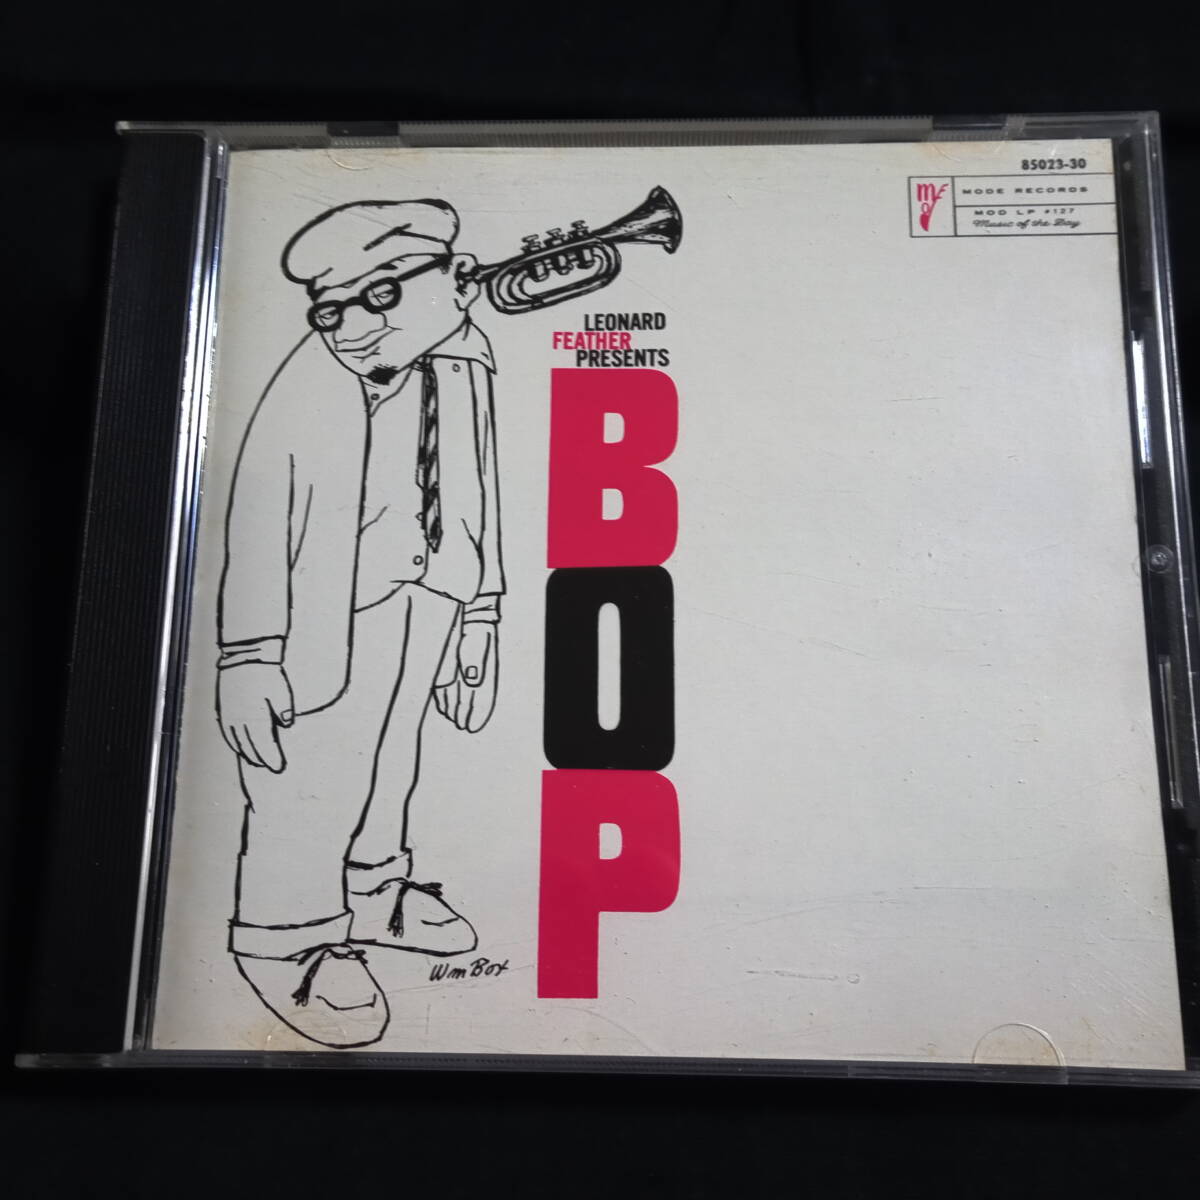 85023-30
MODE RECORDS
MOD LP #127
Music of the Day
LEONARD
FEATHER
PRESENTS
BOP
Wm Box